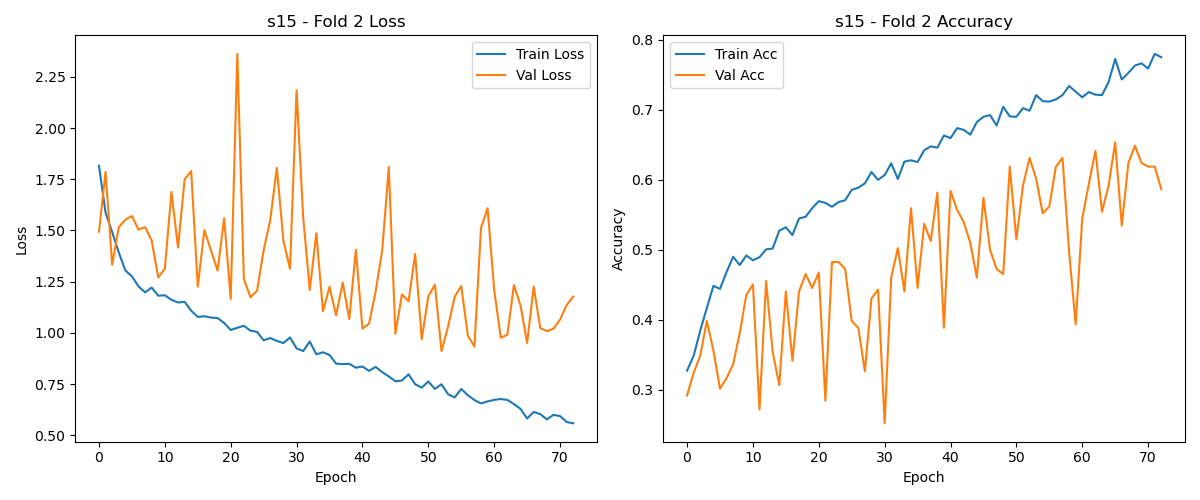 s15 - Fold 2 Loss
Train Loss
Val Loss
2.25
2.00
1.75
1.50
1.25
1.00
0.75
0.50
Loss
0 10 20 30 40 50 60 70
Epoch
s15 - Fold 2 Accuracy
Train Acc
Val Acc
0.8
0.7
0.6
0.5
0.4
0.3
Accuracy
0 10 20 30 40 50 60 70
Epoch